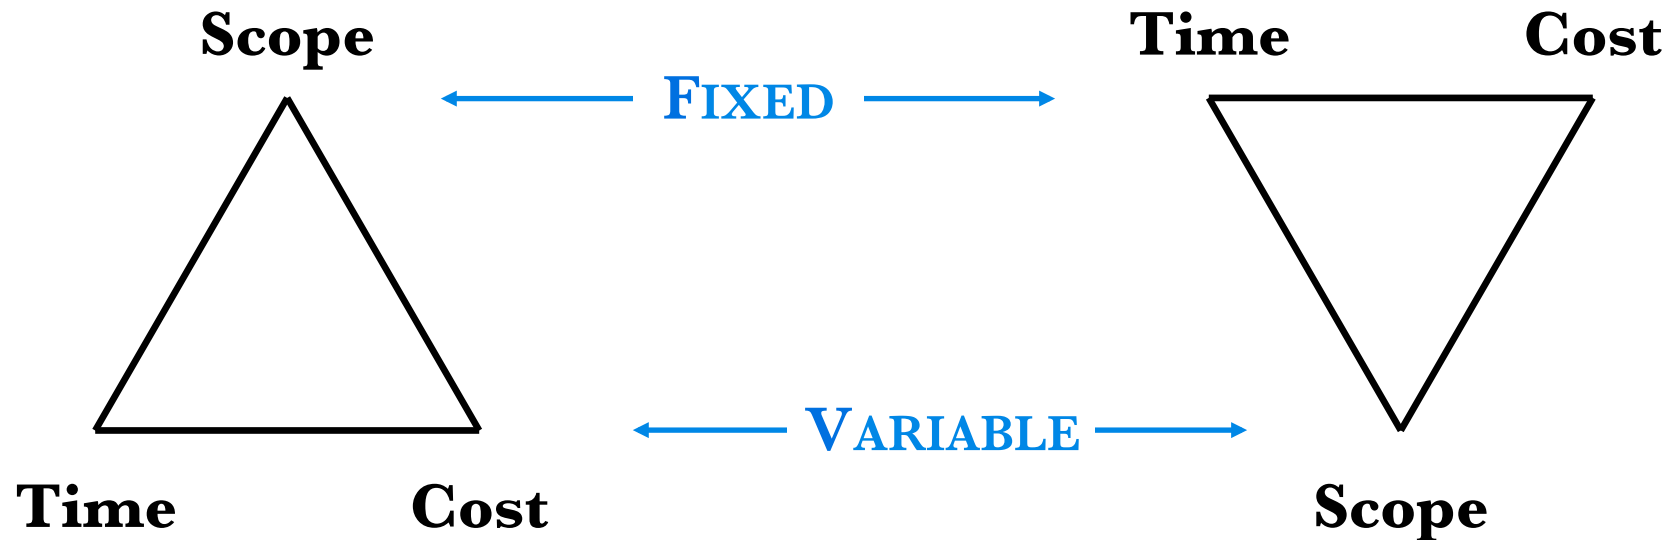 Scope
Time Cost
FIXED
VARIABLE
Time Cost
Scope